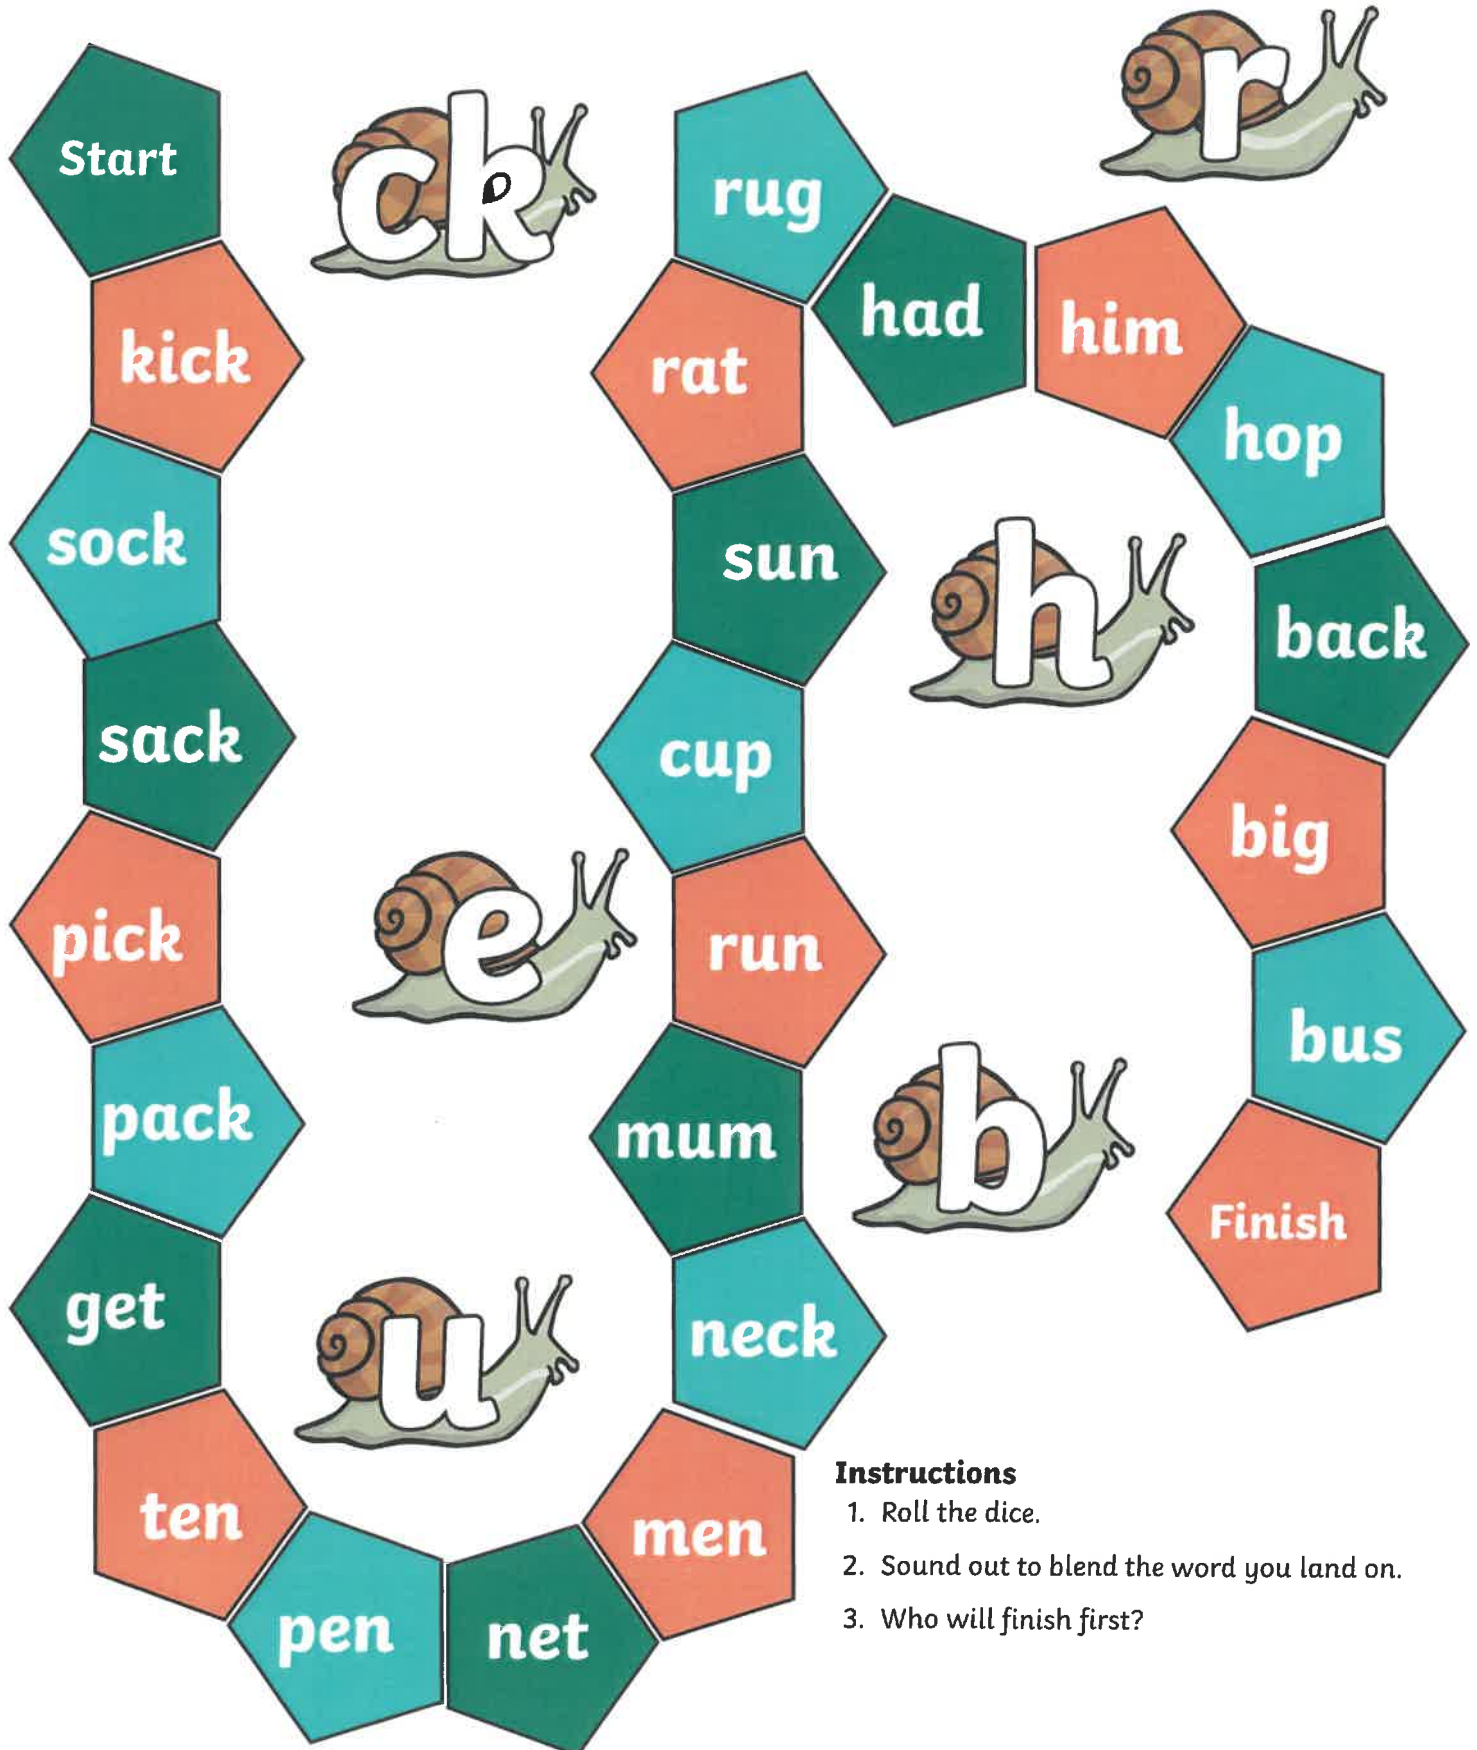 Start
kick
sock
sack
pick
pack
get
ten
pen
net
men
neck
mum
run
cup
sun
rat
rug
had
him
hop
back
big
bus
Finish
ck
e
u
r
h
b
Instructions
1. Roll the dice.
2. Sound out to blend the word you land on.
3. Who will finish first?